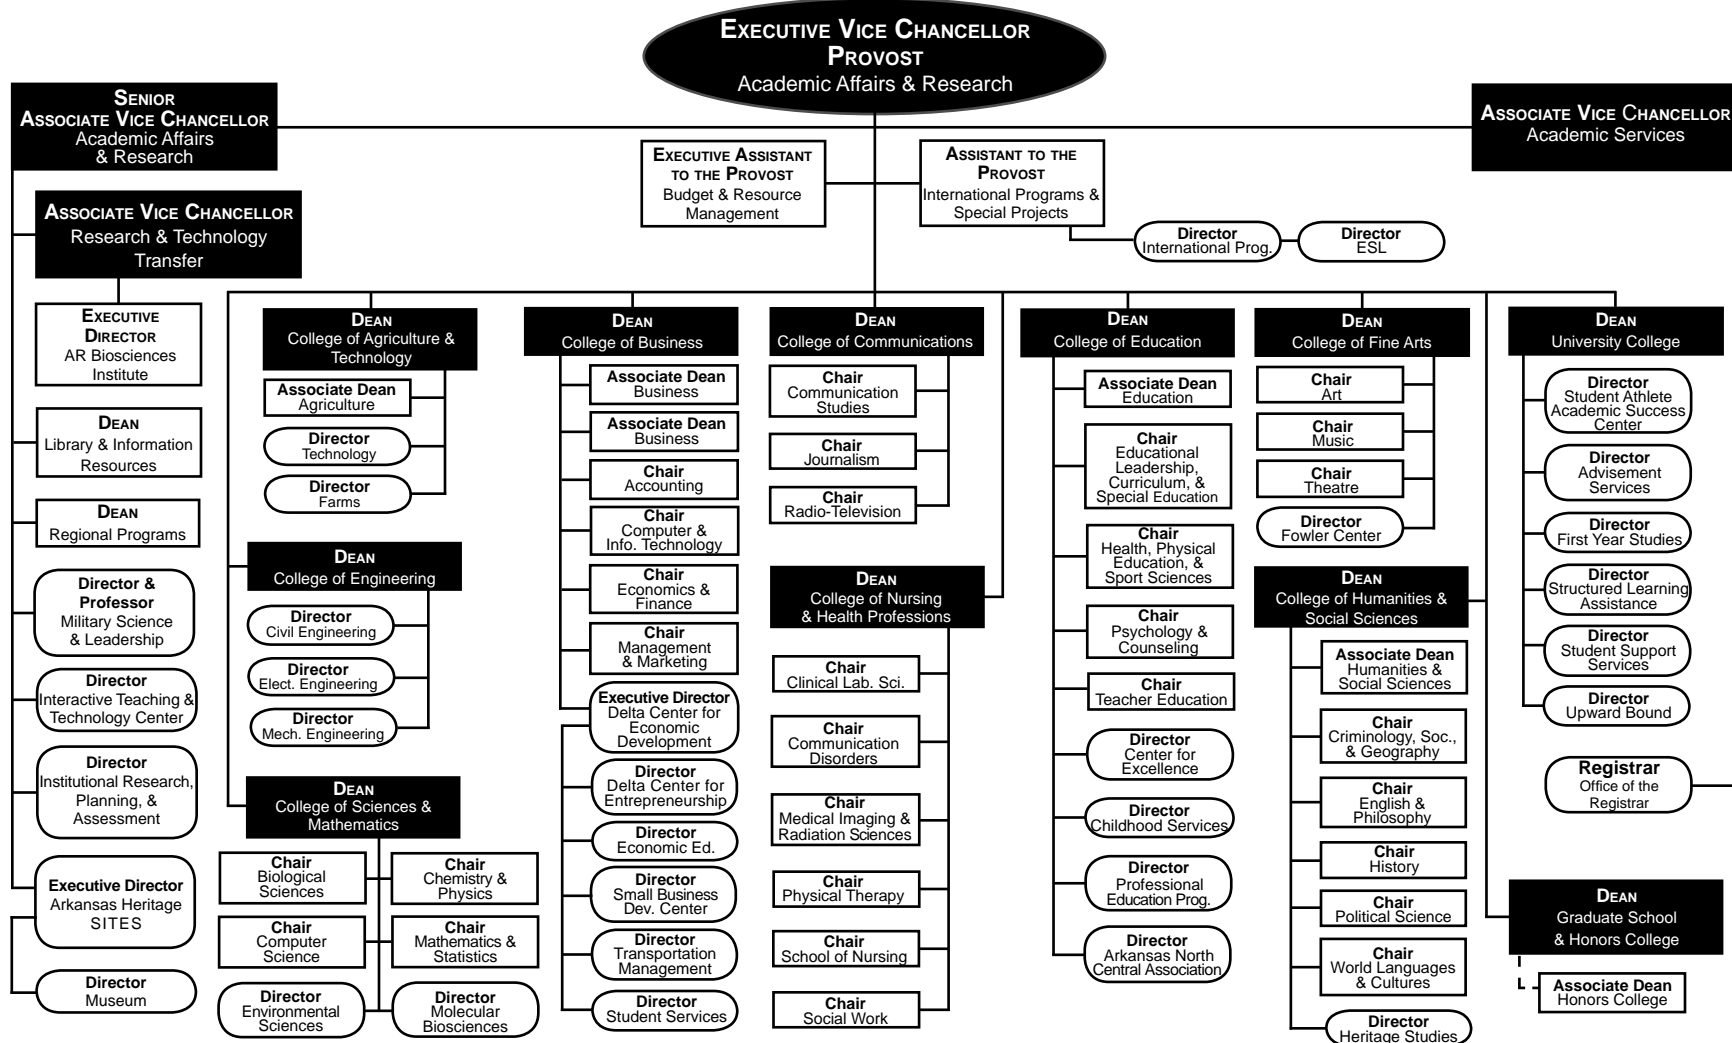 EXECUTIVE VICE CHANCELLOR
PROVOST
Academic Affairs & Research
SENIOR
ASSOCIATE VICE CHANCELLOR
Academic Affairs
& Research
ASSOCIATE VICE CHANCELLOR
Academic Services
EXECUTIVE ASSISTANT
TO THE PROVOST
Budget & Resource
Management
ASSISTANT TO THE
PROVOST
International Programs &
Special Projects
Director
International Prog.
Director
ESL
ASSOCIATE VICE CHANCELLOR
Research & Technology
Transfer
EXECUTIVE
DIRECTOR
AR Biosciences
Institute
DEAN
Library & Information
Resources
DEAN
Regional Programs
Director &
Professor
Military Science
& Leadership
Director
Interactive Teaching &
Technology Center
Director
Institutional Research,
Planning, &
Assessment
Executive Director
Arkansas Heritage
SITES
Director
Museum
DEAN
College of Agriculture &
Technology
Associate Dean
Agriculture
Director
Technology
Director
Farms
DEAN
College of Engineering
Director
Civil Engineering
Director
Elect. Engineering
Director
Mech. Engineering
DEAN
College of Sciences &
Mathematics
Chair
Biological
Sciences
Chair
Chemistry &
Physics
Chair
Computer
Science
Chair
Mathematics &
Statistics
Director
Environmental
Sciences
Director
Molecular
Biosciences
DEAN
College of Business
Associate Dean
Business
Associate Dean
Business
Chair
Accounting
Chair
Computer &
Info. Technology
Chair
Economics &
Finance
Chair
Management
& Marketing
Executive Director
Delta Center for
Economic
Development
Director
Delta Center for
Entrepreneurship
Director
Economic Ed.
Director
Small Business
Dev. Center
Director
Transportation
Management
Director
Student Services
DEAN
College of Communications
Chair
Communication
Studies
Chair
Journalism
Chair
Radio-Television
DEAN
College of Nursing
& Health Professions
Chair
Clinical Lab. Sci.
Chair
Communication
Disorders
Chair
Medical Imaging &
Radiation Sciences
Chair
Physical Therapy
Chair
School of Nursing
Chair
Social Work
DEAN
College of Education
Associate Dean
Education
Chair
Educational
Leadership,
Curriculum, &
Special Education
Chair
Health, Physical
Education, &
Sport Sciences
Chair
Psychology &
Counseling
Chair
Teacher Education
Director
Center for
Excellence
Director
Childhood Services
Director
Professional
Education Prog.
Director
Arkansas North
Central Association
DEAN
College of Fine Arts
Chair
Art
Chair
Music
Chair
Theatre
Director
Fowler Center
DEAN
College of Humanities &
Social Sciences
Associate Dean
Humanities &
Social Sciences
Chair
Criminology, Soc.,
& Geography
Chair
English &
Philosophy
Chair
History
Chair
Political Science
Chair
World Languages
& Cultures
Director
Heritage Studies
DEAN
University College
Director
Student Athlete
Academic Success
Center
Director
Advisement
Services
Director
First Year Studies
Director
Structured Learning
Assistance
Director
Student Support
Services
Director
Upward Bound
Registrar
Office of the
Registrar
DEAN
Graduate School
& Honors College
Associate Dean
Honors College